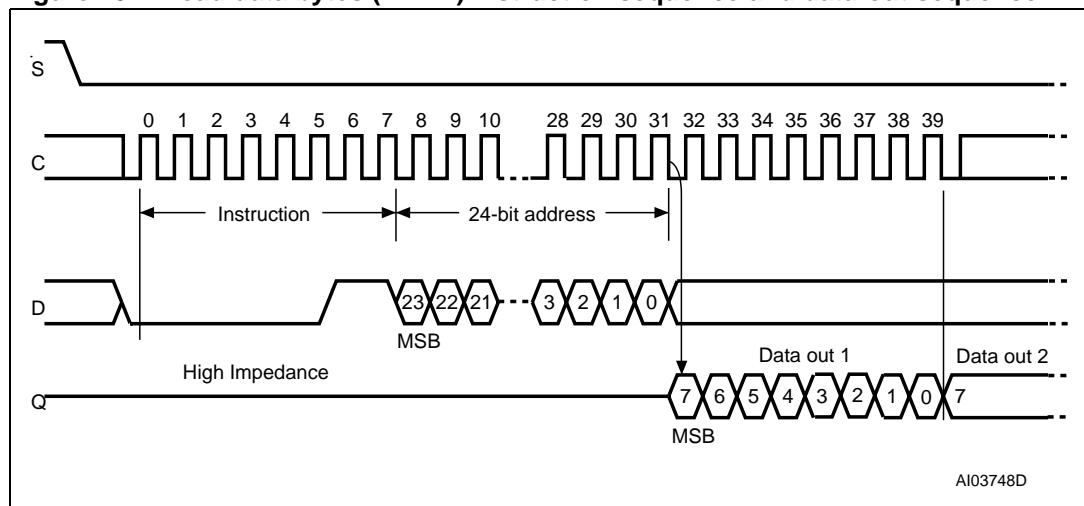 S
0 1 2 3 4 5 6 7 8 9 10 28 29 30 31 32 33 34 35 36 37 38 39
C
Instruction 24-bit address
D
23 22 21 3 2 1 0
MSB
Data out 1 Data out 2
High Impedance
Q
7 6 5 4 3 2 1 0 7
MSB
AI03748D